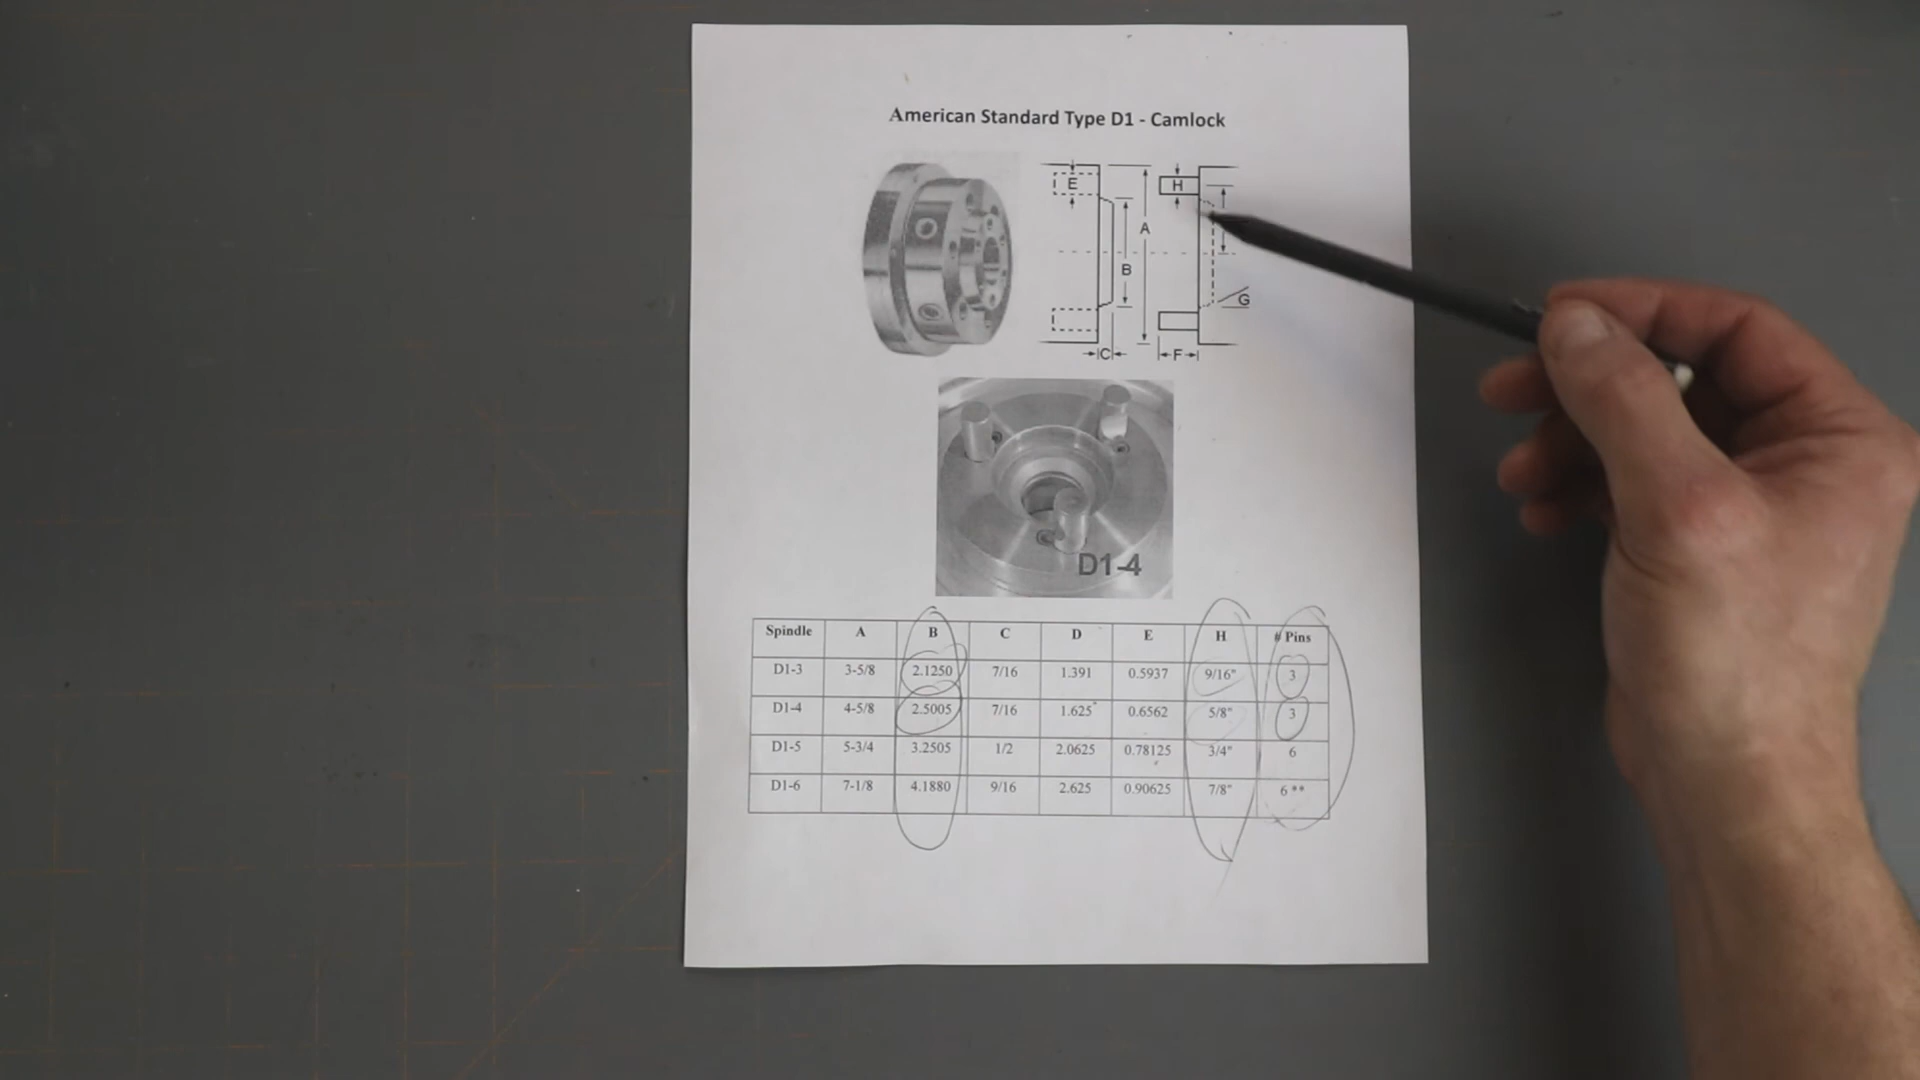 American Standard Type D1 - Camlock
E
H
A
B
G
C
F
D1-4
Spindle A B C D E H # Pins
D1-3 3-5/8 2.1250 7/16 1.391 0.5937 9/16" 3
D1-4 4-5/8 2.5005 7/16 1.625 0.6562 5/8" 3
D1-5 5-3/4 3.2505 1/2 2.0625 0.78125 3/4" 6
D1-6 7-1/8 4.1880 9/16 2.625 0.90625 7/8" 6 **